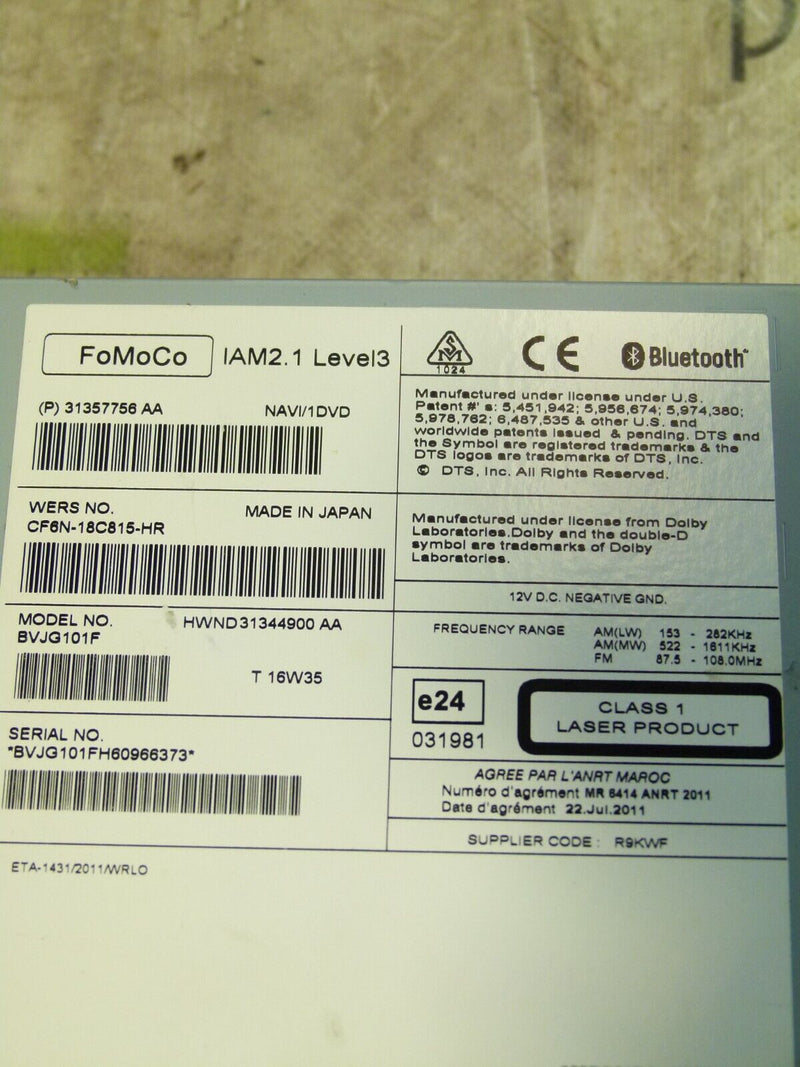 p
FoMoCo IAM2.1 Level3
(P) 31357756 AA NAVI/1DVD
WERS NO. MADE IN JAPAN
CF6N-18C815-HR
MODEL NO. HWND31344900 AA
BVJG101F
T 16W35
SERIAL NO.
*BVJG101FH60966373*
ETA-1431/2011/WRLO
SM
1024
CE Bluetooth
Manufactured under license under U.S.
Patent #' s: 5,451,942; 5,956,674; 5,974,380;
5,978,762; 6,487,535 & other U.S. and
worldwide patents issued & pending. DTS and
the Symbol are registered trademarks & the
DTS logos are trademarks of DTS, Inc.
© DTS, Inc. All Rights Reserved.
Manufactured under license from Dolby
Laboratories.Dolby and the double-D
symbol are trademarks of Dolby
Laboratories.
12V D.C. NEGATIVE GND.
FREQUENCY RANGE AM(LW) 153 - 282KHz
AM(MW) 522 - 1611KHz
FM 87.5 - 108.0MHz
e24
031981
CLASS 1
LASER PRODUCT
AGREE PAR L'ANRT MAROC
Numéro d'agrément MR 6414 ANRT 2011
Date d'agrément 22.Jul.2011
SUPPLIER CODE : R9KWF